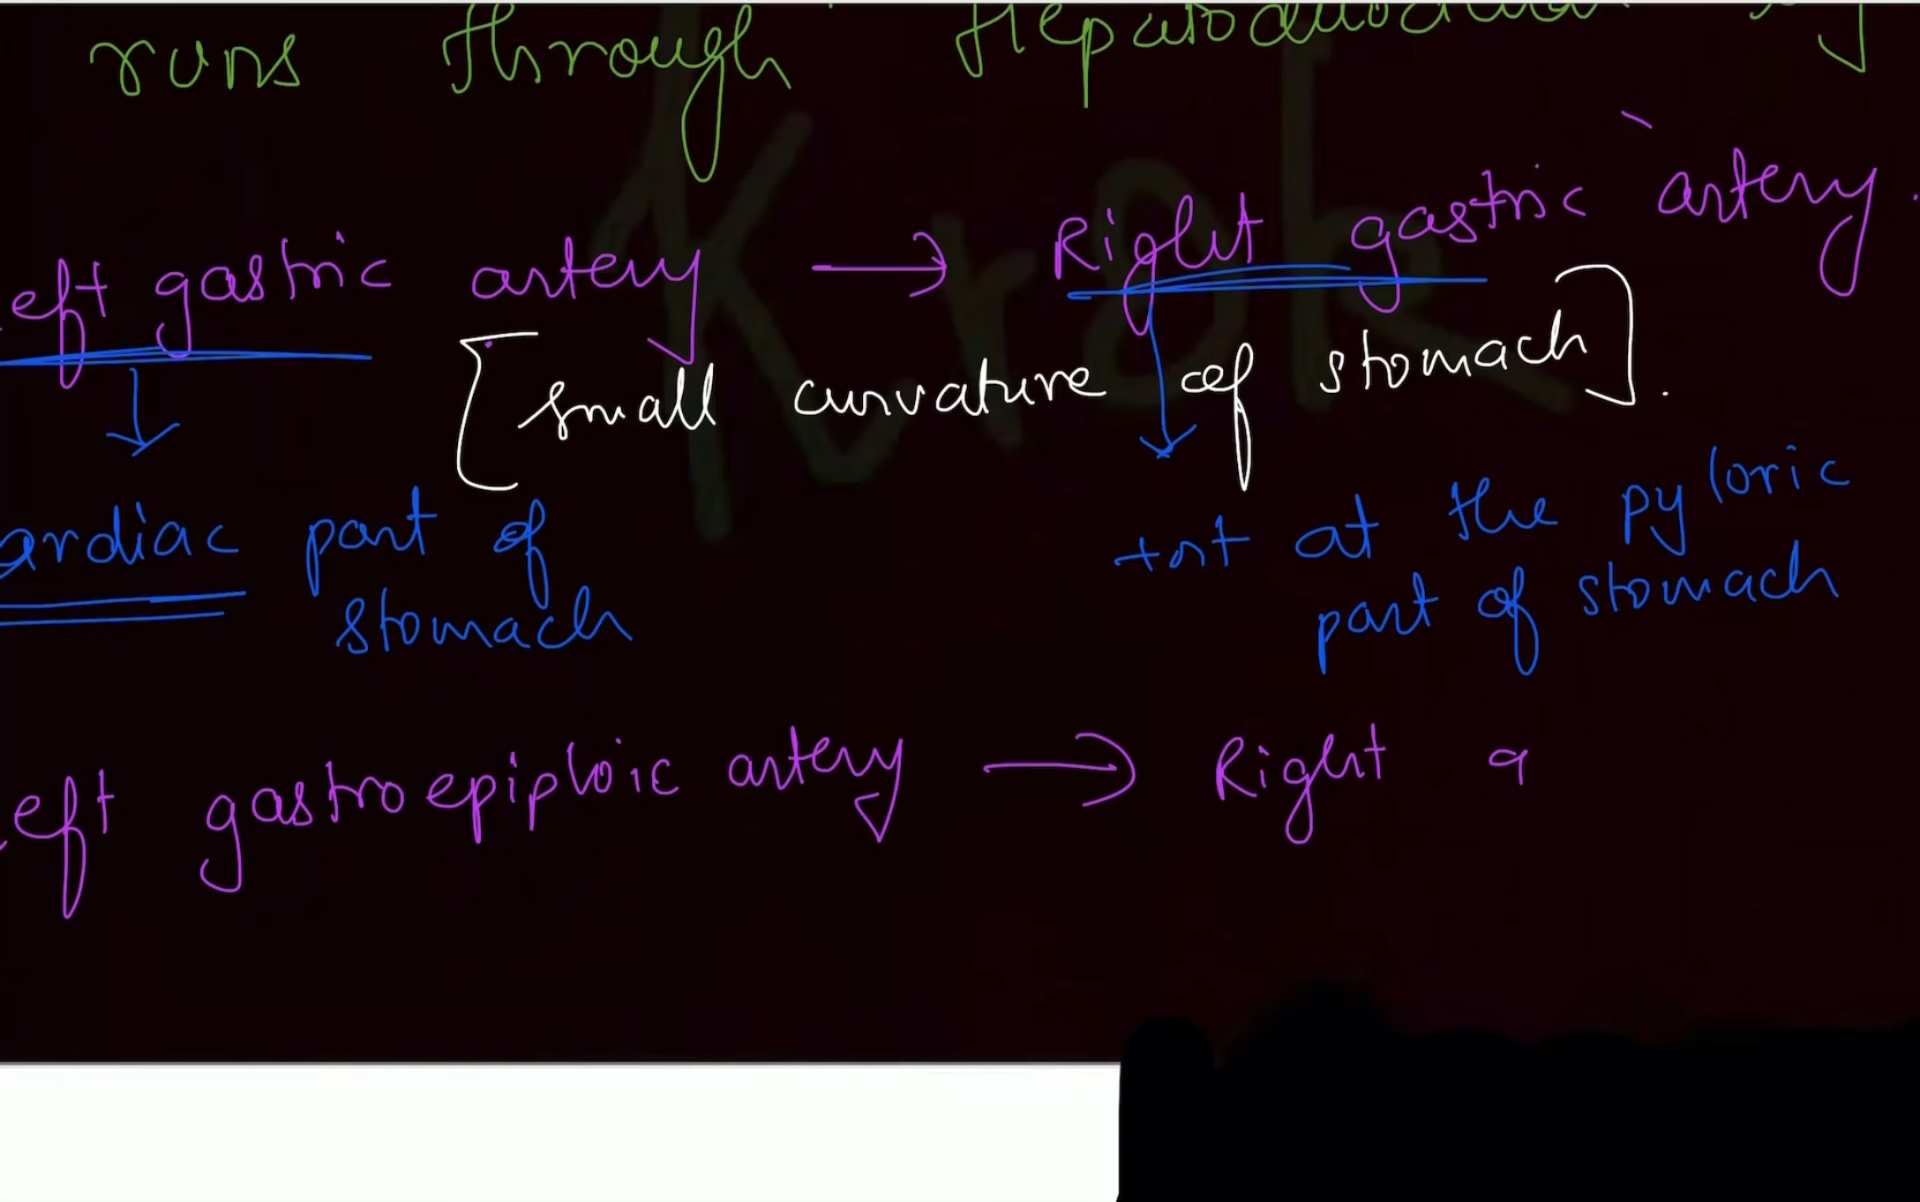 runs through Hepatoduodenal
eft gastric artery → Right gastric artery.
[small curvature of stomach].
ardiac part of stomach
at the pyloric part of stomach
eft gastroepiploic artery → Right g